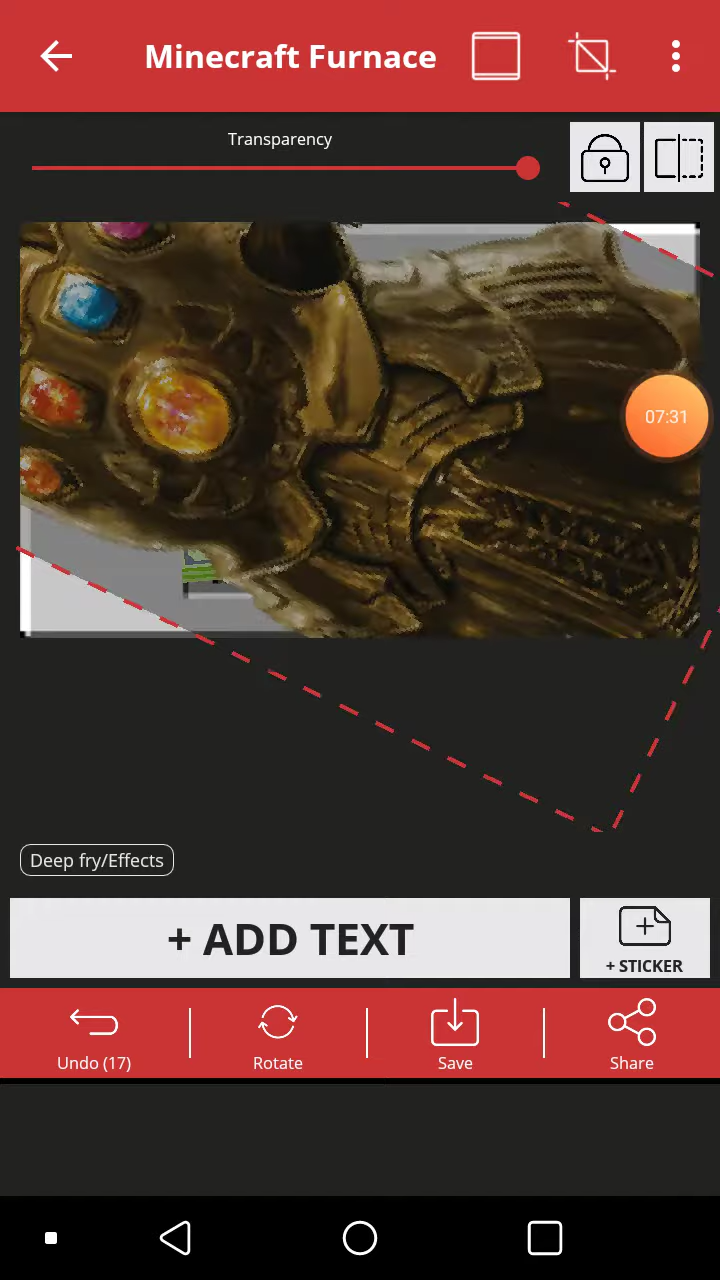 Minecraft Furnace
Transparency
07:31
Deep fry/Effects
+ ADD TEXT
+ STICKER
Undo (17)
Rotate
Save
Share